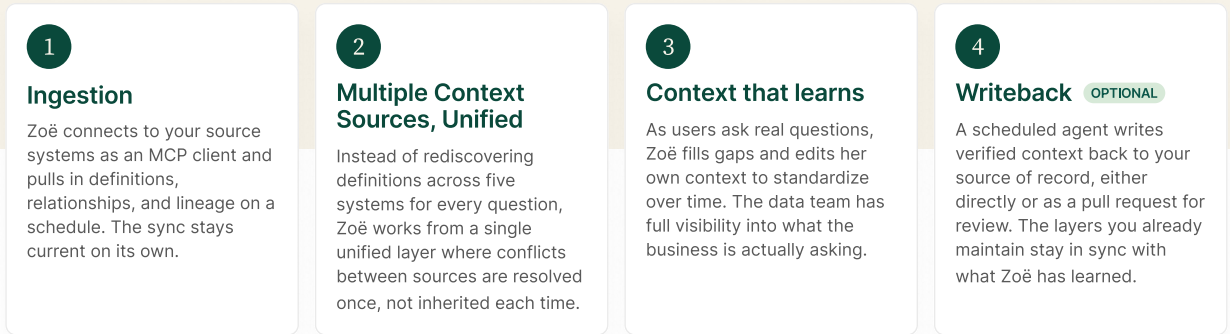 1
Ingestion
Zoë connects to your source
systems as an MCP client and
pulls in definitions,
relationships, and lineage on a
schedule. The sync stays
current on its own.
2
Multiple Context
Sources, Unified
Instead of rediscovering
definitions across five
systems for every question,
Zoë works from a single
unified layer where conflicts
between sources are resolved
once, not inherited each time.
3
Context that learns
As users ask real questions,
Zoë fills gaps and edits her
own context to standardize
over time. The data team has
full visibility into what the
business is actually asking.
4
Writeback OPTIONAL
A scheduled agent writes
verified context back to your
source of record, either
directly or as a pull request for
review. The layers you already
maintain stay in sync with
what Zoë has learned.